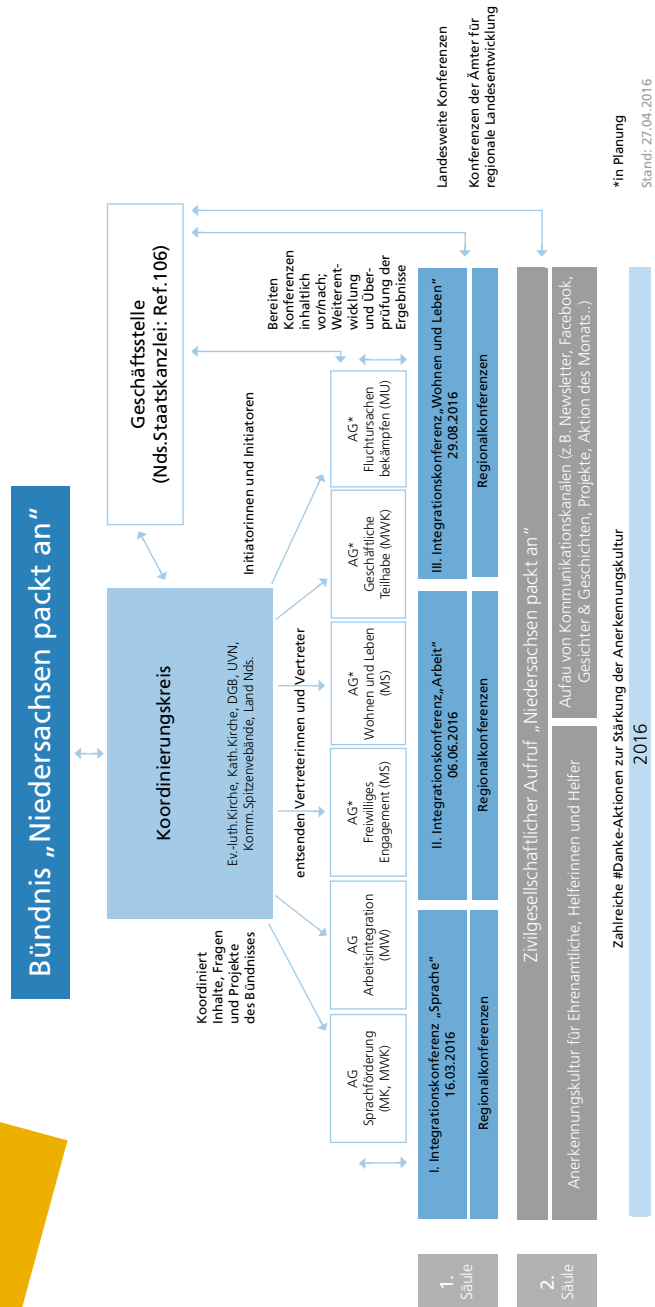 Bündnis „Niedersachsen packt an“
Koordinierungskreis
Ev.-luth.Kirche, Kath.Kirche, DGB, UVN,
Komm.Spitzenvebände, Land Nds.
Geschäftsstelle
(Nds.Staatskanzlei: Ref.106)
Koordiniert
Inhalte, Fragen
und Projekte
des Bündnisses
entsenden Vertreterinnen und Vertreter
Initiatorinnen und Initiatoren
Bereiten
Konferenzen
inhaltlich
vor/nach;
Weiterent-
wicklung
und Über-
prüfung der
Ergebnisse
AG
Sprachförderung
(MK, MWK)
AG
Arbeitsintegration
(MW)
AG*
Freiwilliges
Engagement (MS)
AG*
Wohnen und Leben
(MS)
AG*
Geschäftliche
Teilhabe (MWK)
AG*
Fluchtursachen
bekämpfen (MU)
1.
Säule
I. Integrationskonferenz „Sprache“
16.03.2016
II. Integrationskonferenz„Arbeit“
06.06.2016
III. Integrationskonferenz„Wohnen und Leben“
29.08.2016
Landesweite Konferenzen
Regionalkonferenzen
Regionalkonferenzen
Regionalkonferenzen
Konferenzen der Ämter für
regionale Landesentwicklung
2.
Säule
Zivilgesellschaftlicher Aufruf „Niedersachsen packt an“
Anerkennungskultur für Ehrenamtliche, Helferinnen und Helfer
Aufau von Kommunikationskanälen (z.B. Newsletter, Facebook,
Gesichter & Geschichten, Projekte, Aktion des Monats..)
Zahlreiche #Danke-Aktionen zur Stärkung der Anerkennungskultur
2016
*in Planung
Stand: 27.04.2016